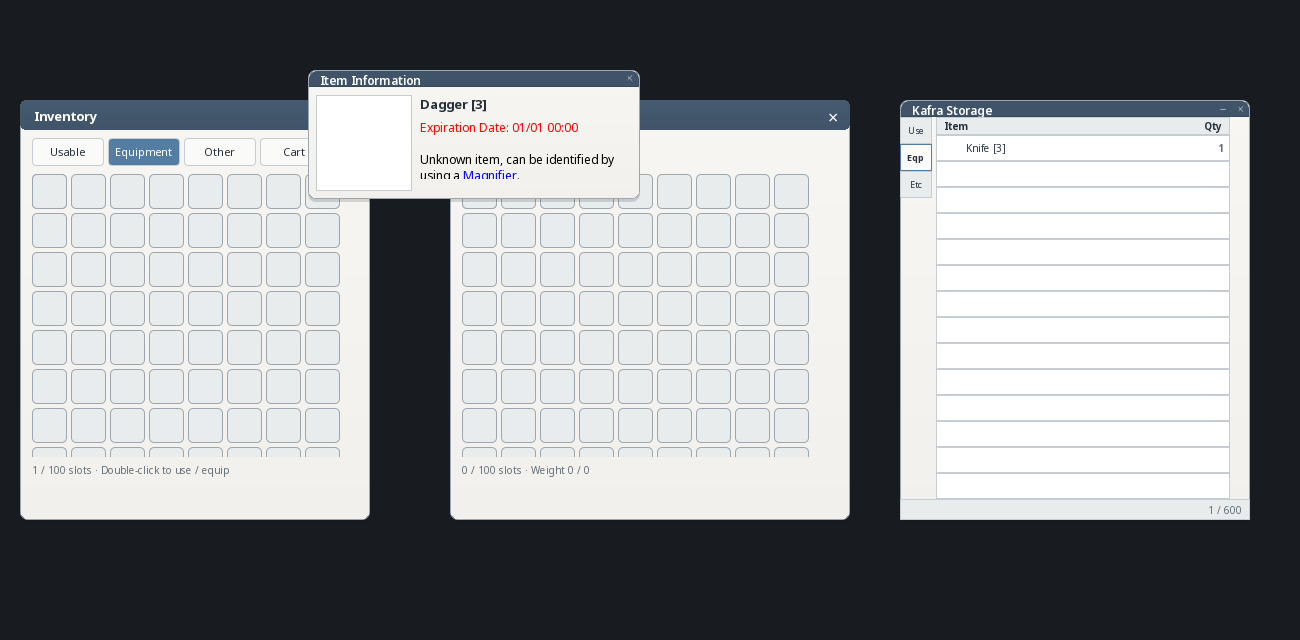 Item Information
×
Dagger [3]
Expiration Date: 01/01 00:00
Unknown item, can be identified by
using a Magnifier.
Inventory
×
Usable
Equipment
Other
Cart
1 / 100 slots · Double-click to use / equip
0 / 100 slots · Weight 0 / 0
Kafra Storage
− ×
Use
Eqp
Etc
Item Qty
Knife [3] 1
1 / 600